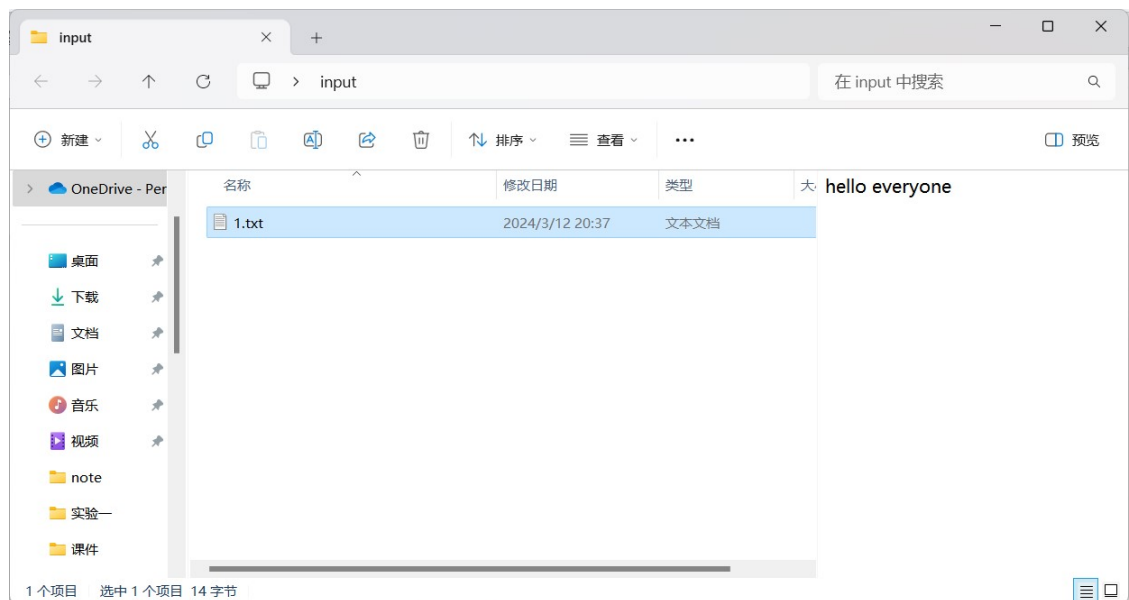 input
input
在 input 中搜索
新建
排序
查看
预览
OneDrive - Per
名称
修改日期
类型
大
hello everyone
1.txt
2024/3/12 20:37
文本文档
桌面
下载
文档
图片
音乐
视频
note
实验一
课件
1 个项目
选中 1 个项目 14 字节